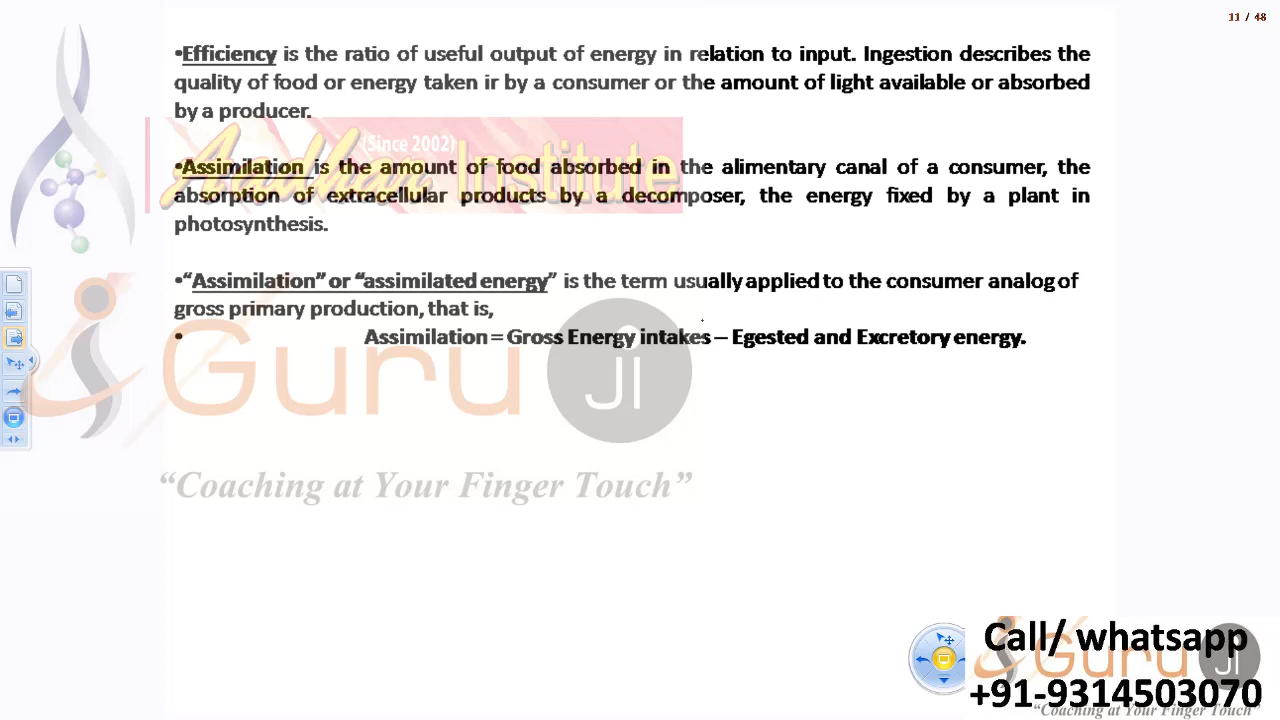 11 / 48
•Efficiency is the ratio of useful output of energy in relation to input. Ingestion describes the
quality of food or energy taken ir by a consumer or the amount of light available or absorbed
by a producer.
(Since 2002)
Aadhan Institute
•Assimilation is the amount of food absorbed in the alimentary canal of a consumer, the
absorption of extracellular products by a decomposer, the energy fixed by a plant in
photosynthesis.
•“Assimilation” or “assimilated energy” is the term usually applied to the consumer analog of
gross primary production, that is,
• Assimilation = Gross Energy intakes – Egested and Excretory energy.
iGuru JI
“Coaching at Your Finger Touch”
Call/ whatsapp
JI
+91-9314503070
“Coaching at Your Finger Touch”